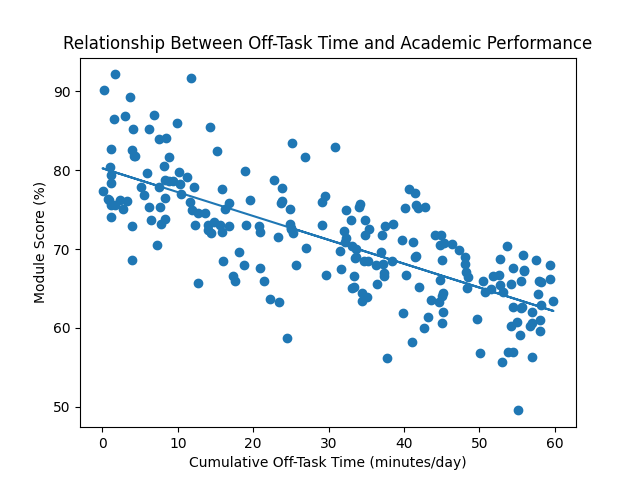 Relationship Between Off-Task Time and Academic Performance
90
80
70
60
50
Module Score (%)
0 10 20 30 40 50 60
Cumulative Off-Task Time (minutes/day)